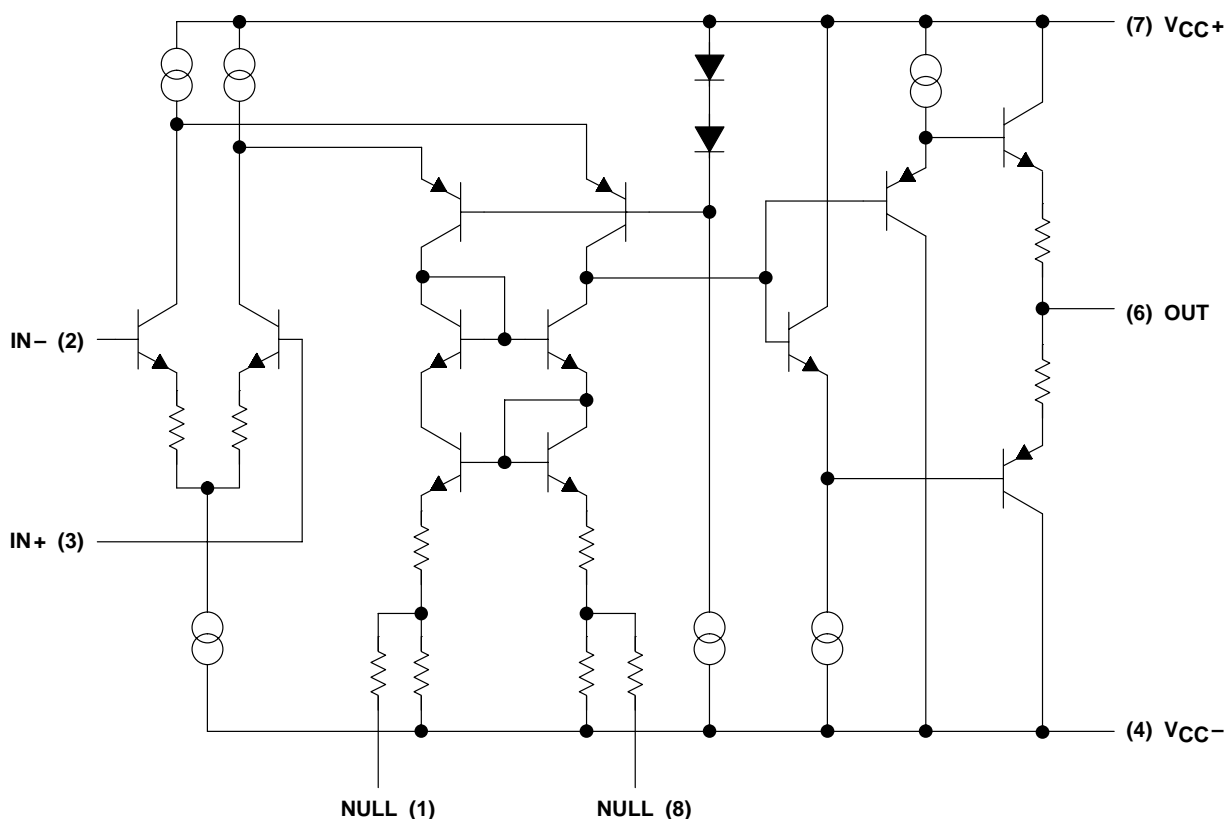 (7) VCC+
IN− (2)
(6) OUT
IN+ (3)
(4) VCC−
NULL (1)
NULL (8)